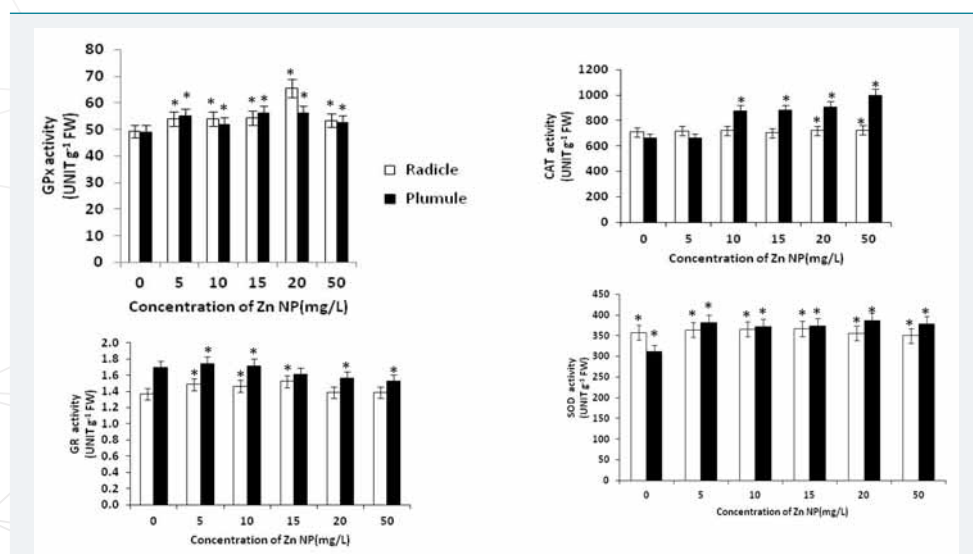 80
70
60
50
40
30
20
10
0
GPx activity
(UNIT g-1 FW)
* * * * * * * * * *
0 5 10 15 20 50
Concentration of Zn NP(mg/L)
Radicle
Plumule
1200
1000
800
600
400
200
0
CAT activity
(UNIT g-1 FW)
* * * * * *
0 5 10 15 20 50
Concentration of Zn NP(mg/L)
2.0
1.8
1.6
1.4
1.2
1.0
0.8
0.6
0.4
0.2
0.0
GR activity
(UNIT g-1 FW)
* * * * * * *
0 5 10 15 20 50
Concentration of Zn NP(mg/L)
450
400
350
300
250
200
150
100
50
0
SOD activity
(UNIT g-1 FW)
* * * * * * * * * * * *
0 5 10 15 20 50
Concentration of Zn NP(mg/L)